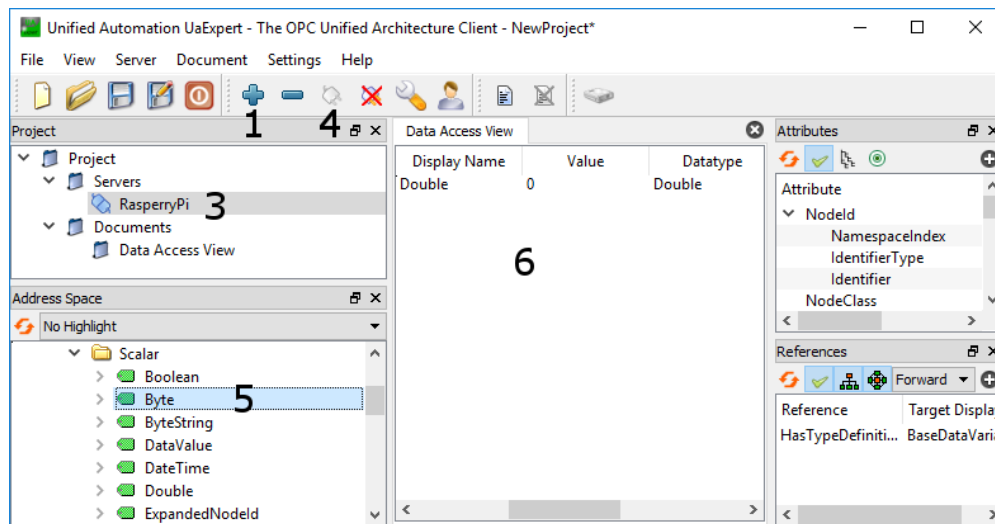 Unified Automation UaExpert - The OPC Unified Architecture Client - NewProject*
File View Server Document Settings Help
1 4
Project
Project
Servers
RasperryPi 3
Documents
Data Access View
Address Space
No Highlight
Scalar
Boolean
Byte 5
ByteString
DataValue
DateTime
Double
ExpandedNodeId
Data Access View
Display Name Value Datatype
Double 0 Double
6
Attributes
Attribute
NodeId
NamespaceIndex
IdentifierType
Identifier
NodeClass
References
Forward
Reference Target Displa
HasTypeDefiniti... BaseDataVaria